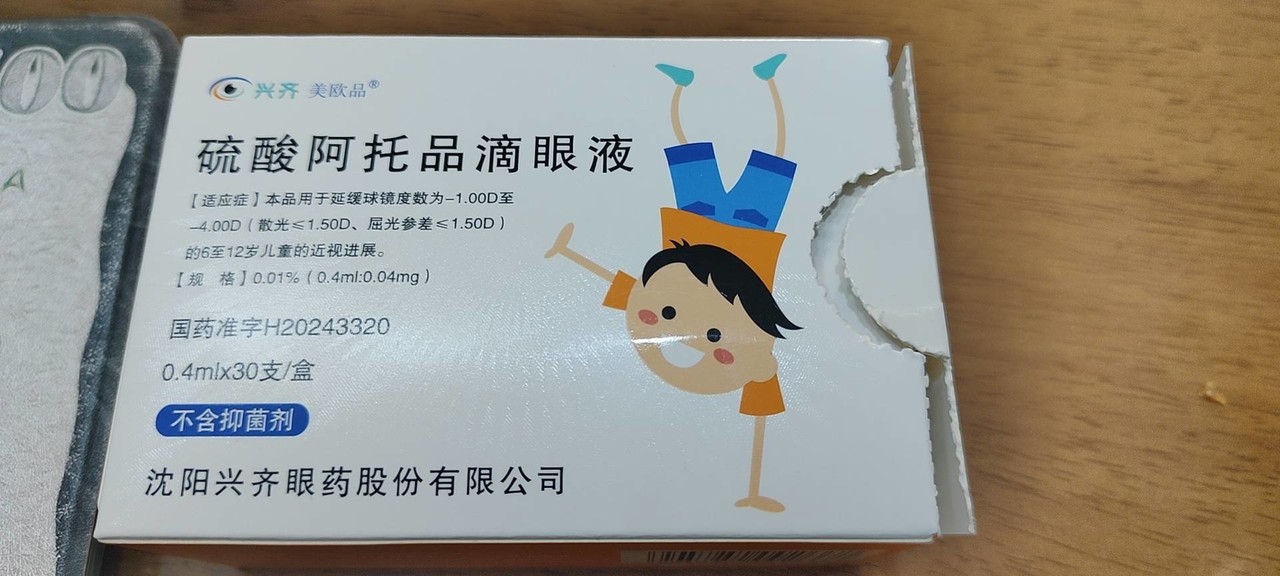 兴齐 美欧品®
硫酸阿托品滴眼液
【适应症】本品用于延缓球镜度数为-1.00D至
-4.00D（散光≤1.50D、屈光参差≤1.50D）
的6至12岁儿童的近视进展。
【规 格】0.01%（0.4ml:0.04mg）
国药准字H20243320
0.4mlx30支/盒
不含抑菌剂
沈阳兴齐眼药股份有限公司
A